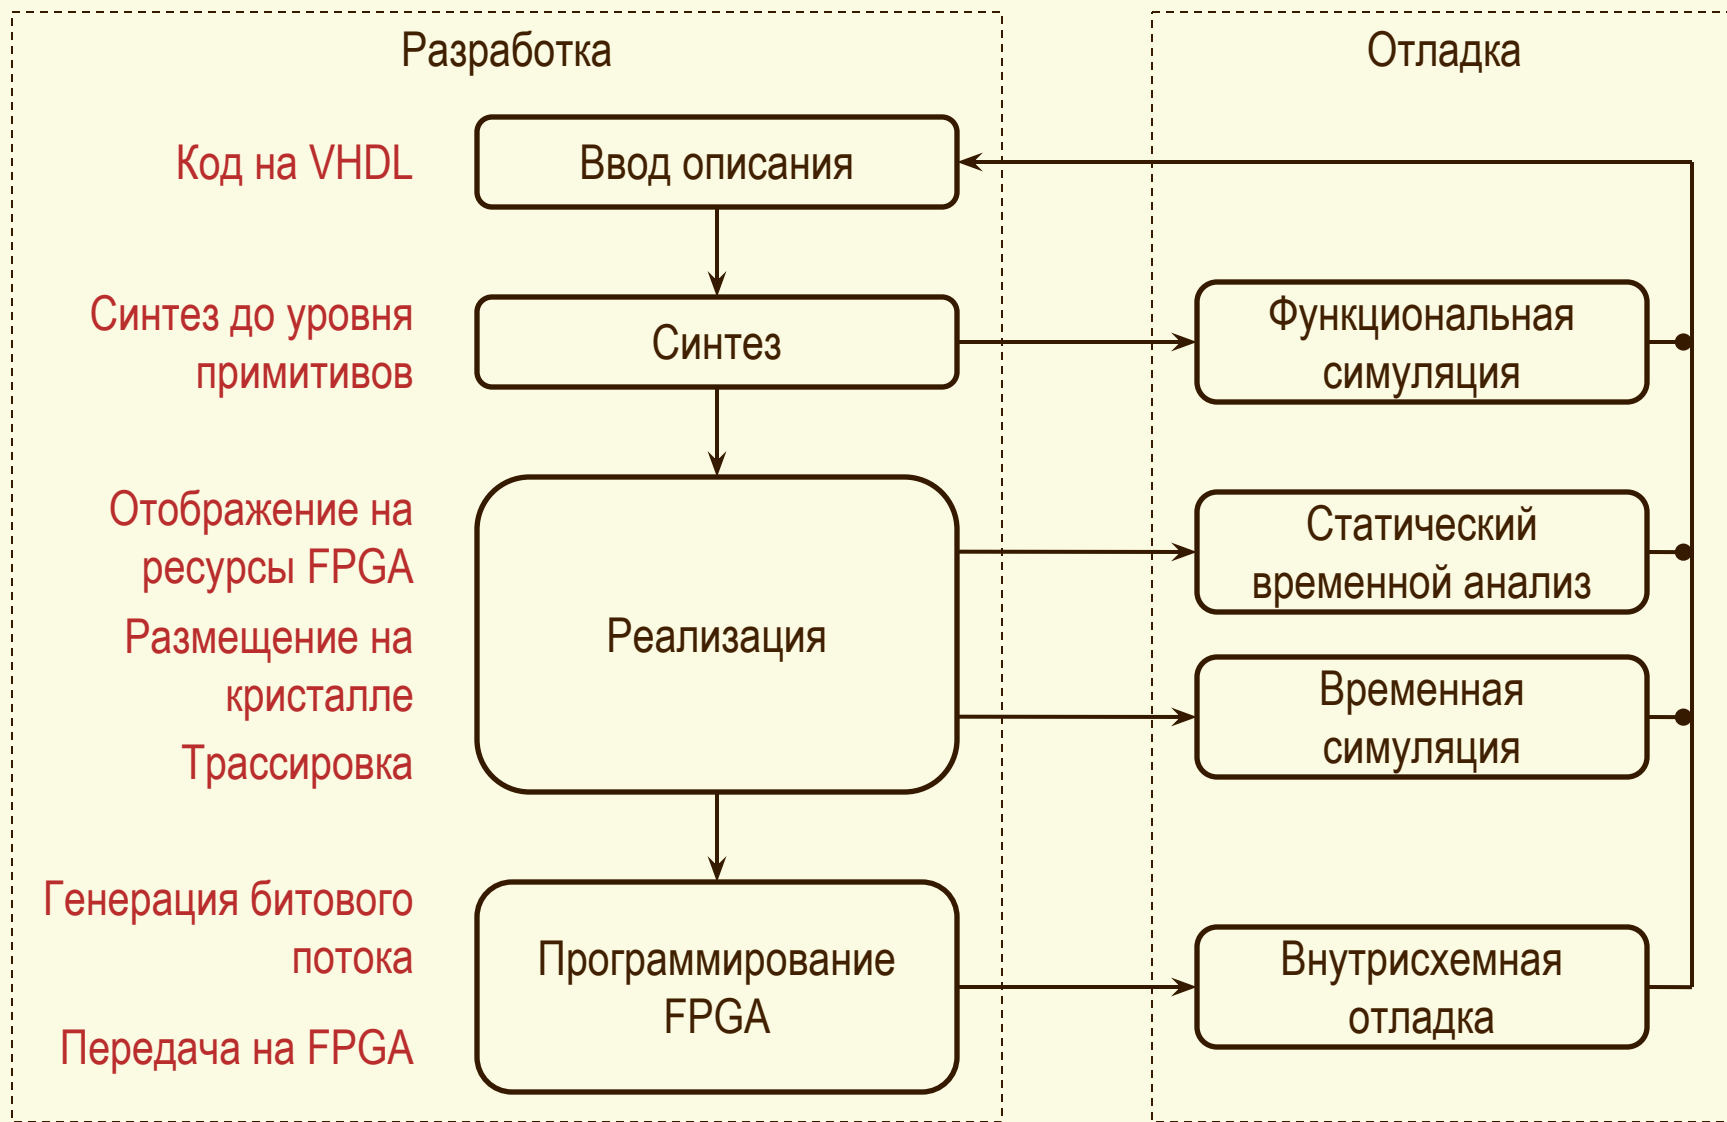 Разработка
Отладка
Код на VHDL
Ввод описания
Синтез до уровня
примитивов
Синтез
Функциональная
симуляция
Отображение на
ресурсы FPGA
Размещение на
кристалле
Трассировка
Реализация
Статический
временной анализ
Временная
симуляция
Генерация битового
потока
Передача на FPGA
Программирование
FPGA
Внутрисхемная
отладка